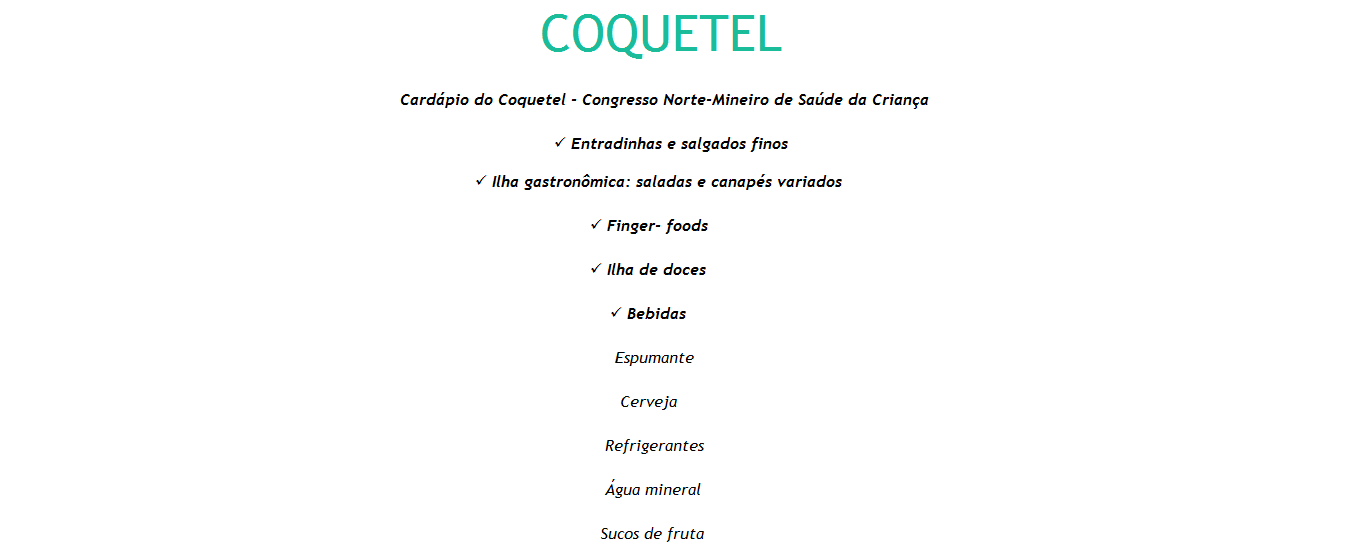 COQUETEL
Cardápio do Coquetel - Congresso Norte-Mineiro de Saúde da Criança
✓ Entradinhas e salgados finos
✓ Ilha gastronômica: saladas e canapés variados
✓ Finger- foods
✓ Ilha de doces
✓ Bebidas
Espumante
Cerveja
Refrigerantes
Água mineral
Sucos de fruta